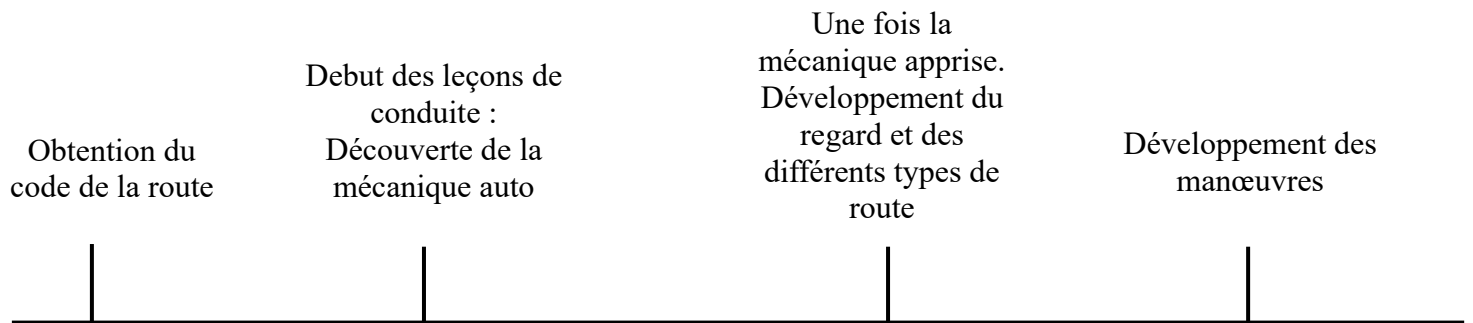 Obtention du
code de la route
Debut des leçons de
conduite :
Découverte de la
mécanique auto
Une fois la
mécanique apprise.
Développement du
regard et des
différents types de
route
Développement des
manœuvres